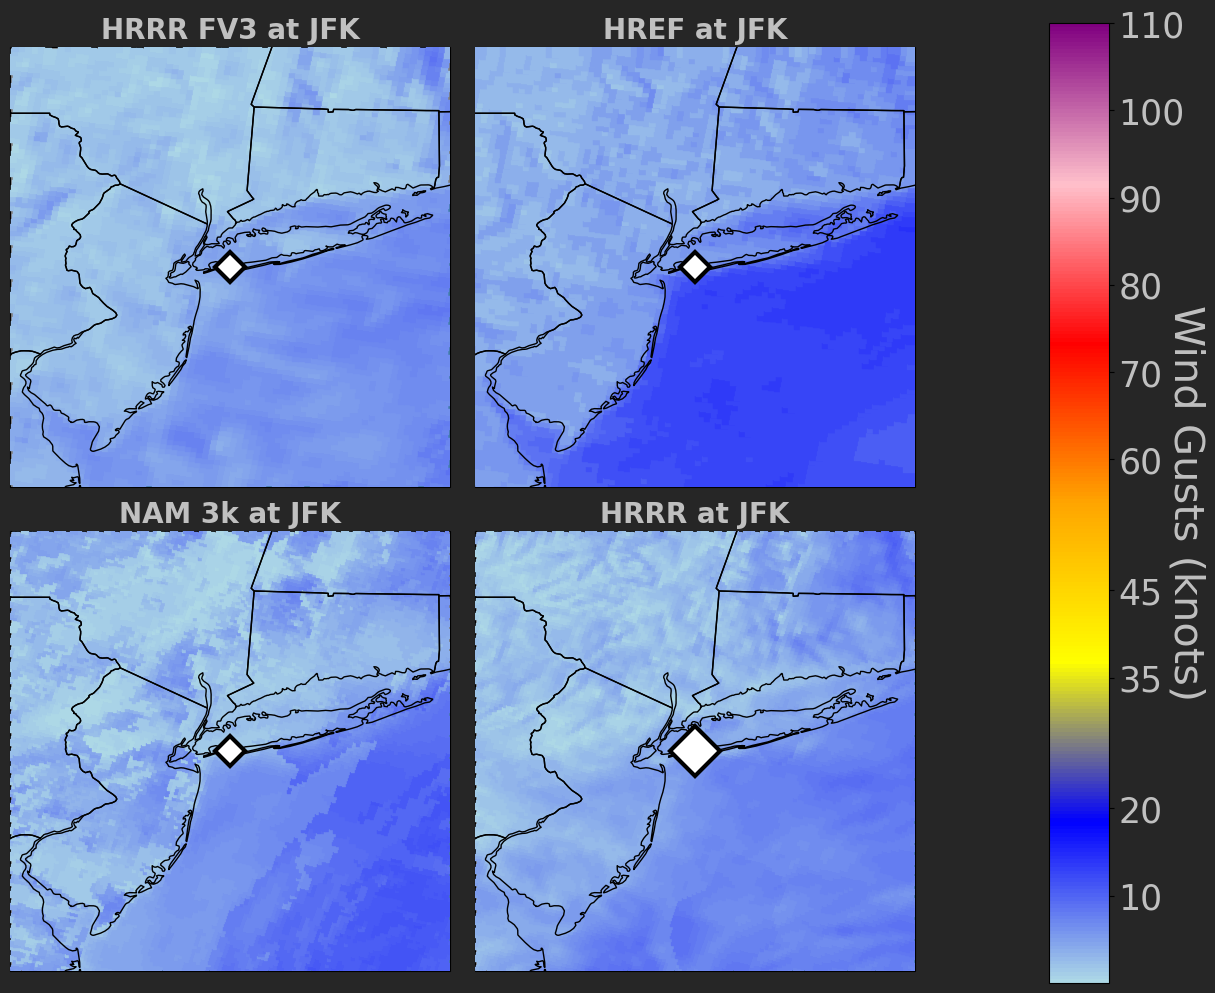 HRRR FV3 at JFK
HREF at JFK
NAM 3k at JFK
HRRR at JFK
110
100
90
80
70
60
45
35
20
10
Wind Gusts (knots)